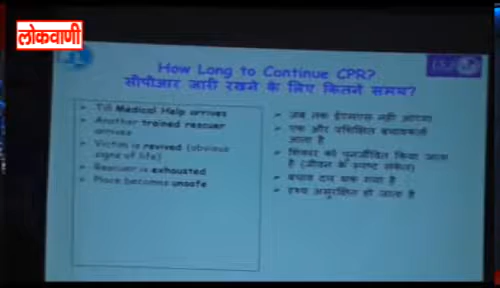 लोकवाणी
How Long to Continue CPR?
सीपीआर जारी रखने के लिए कितने समय?
Till Medical Help arrives
Another trained rescuer
arrives
Victim is revived (obvious
signs of life)
Rescuer is exhausted
Place becomes unsafe
जब तक ईएमएस नहीं आएगा
एक और प्रशिक्षित बचावकर्ता
आता है
शिकार को पुनर्जीवित किया जाता
है (जीवन के स्पष्ट संकेत)
बचाव दल थक गया है
दृश्य असुरक्षित हो जाता है